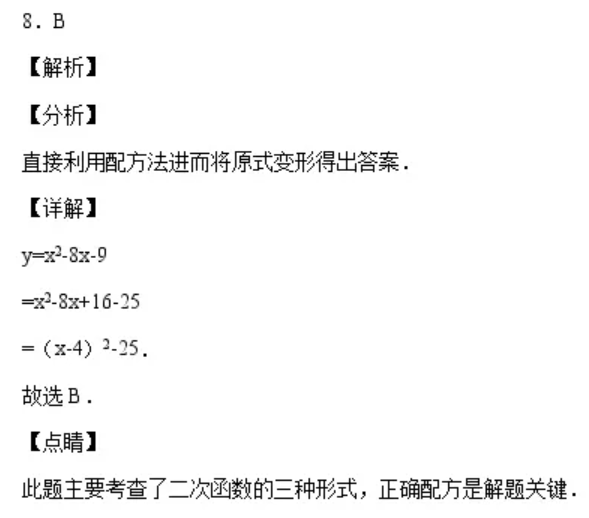 8．B
【解析】
【分析】
直接利用配方法进而将原式变形得出答案．
【详解】
y=x²-8x-9
=x²-8x+16-25
=（x-4）²-25．
故选 B．
【点睛】
此题主要考查了二次函数的三种形式，正确配方是解题关键．